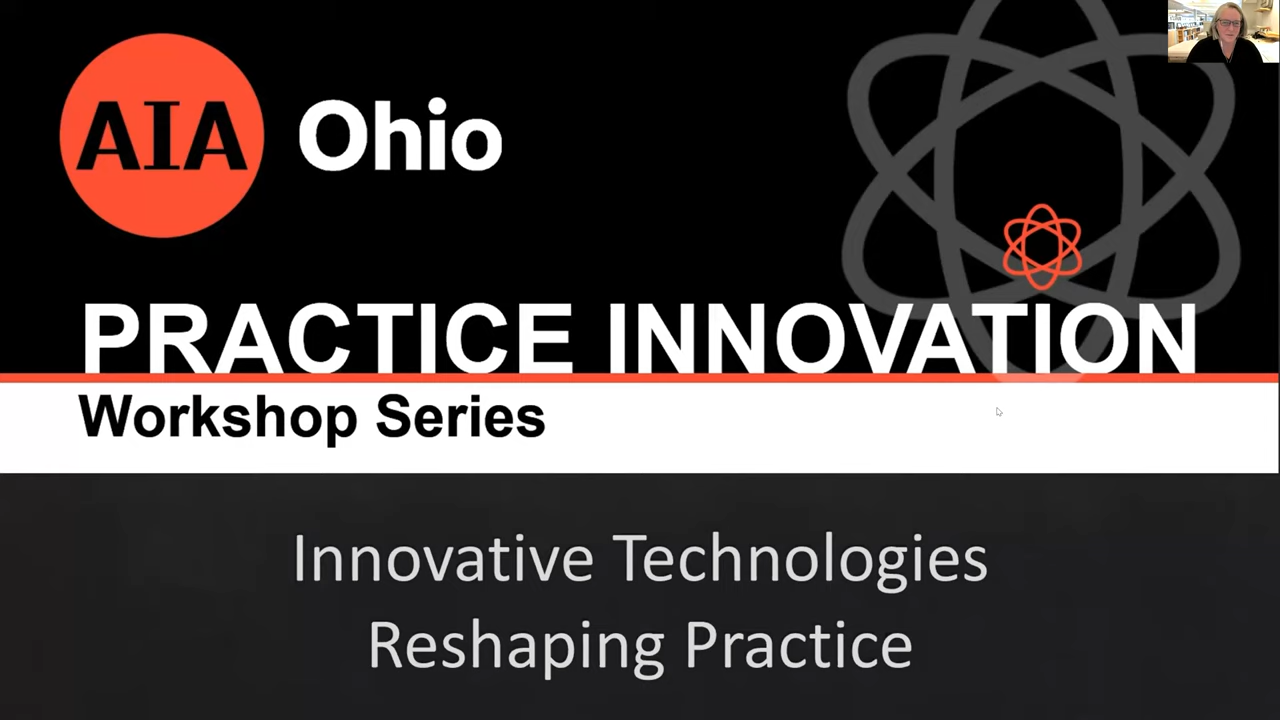 AIA Ohio
PRACTICE INNOVATION
Workshop Series
Innovative Technologies
Reshaping Practice